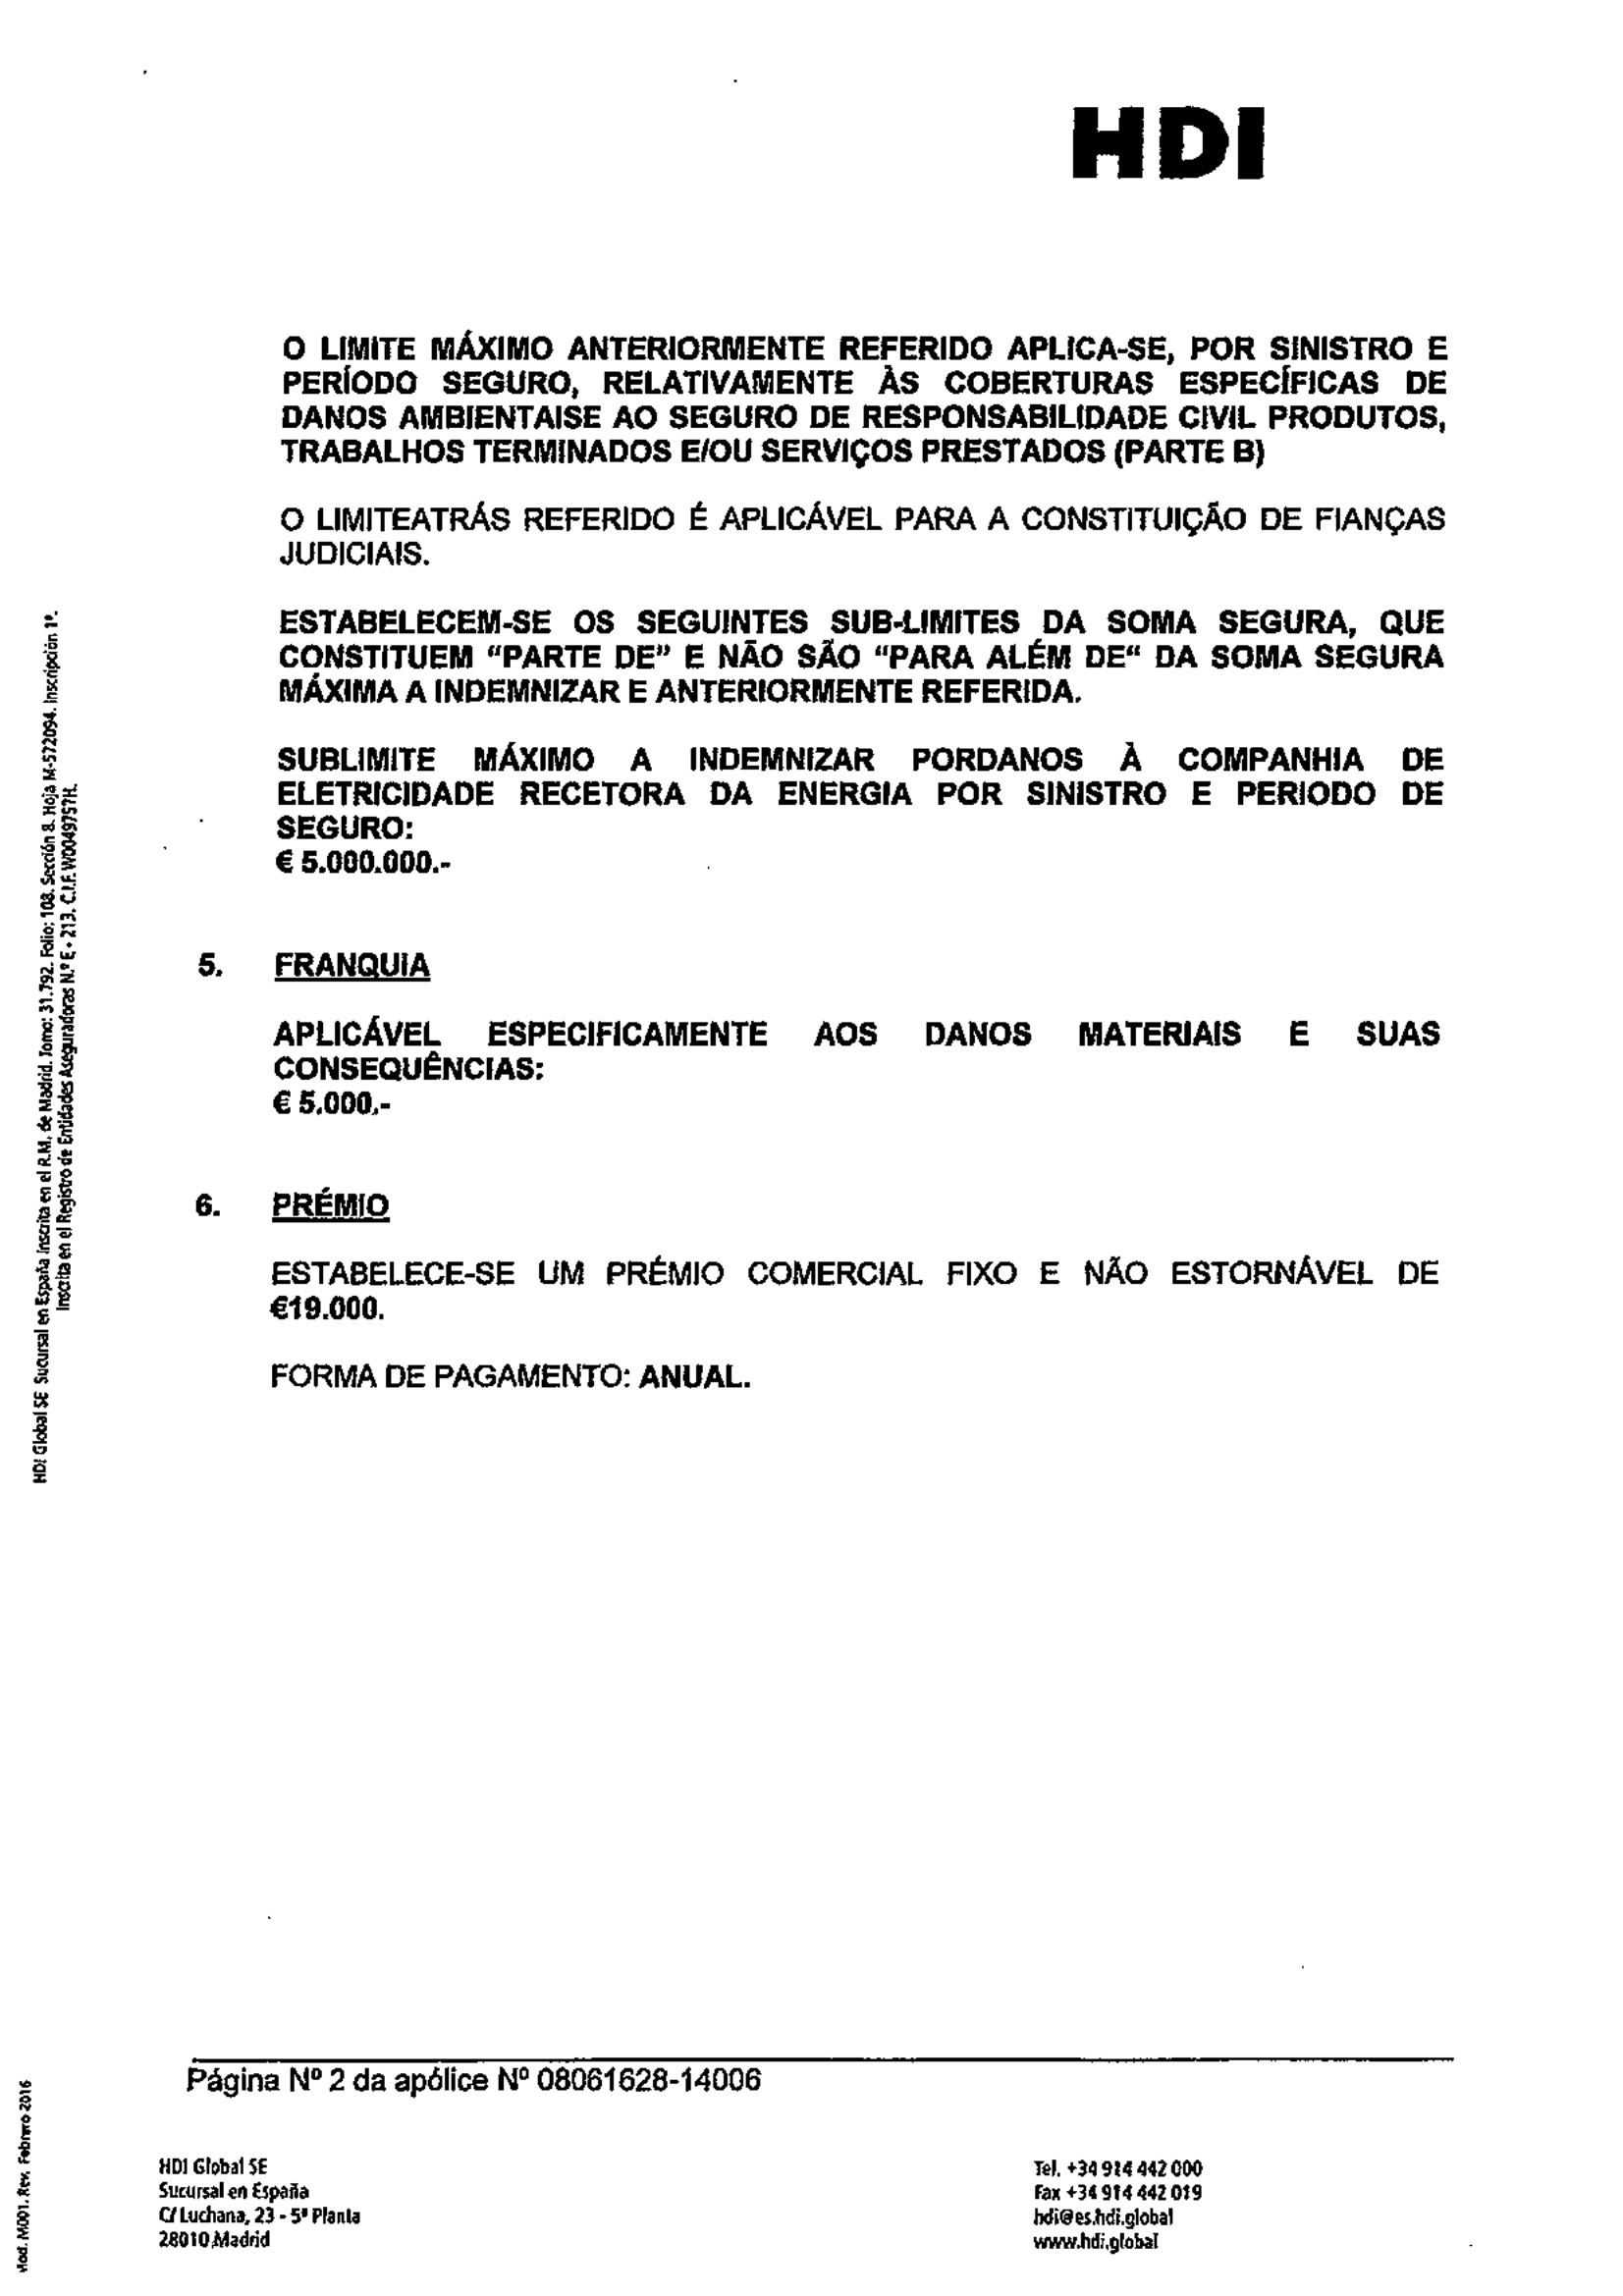 HDI
O LIMITE MÁXIMO ANTERIORMENTE REFERIDO APLICA-SE, POR SINISTRO E
PERÍODO SEGURO, RELATIVAMENTE ÀS COBERTURAS ESPECÍFICAS DE
DANOS AMBIENTAISE AO SEGURO DE RESPONSABILIDADE CIVIL PRODUTOS,
TRABALHOS TERMINADOS E/OU SERVIÇOS PRESTADOS (PARTE B)
O LIMITEATRÁS REFERIDO É APLICÁVEL PARA A CONSTITUIÇÃO DE FIANÇAS
JUDICIAIS.
ESTABELECEM-SE OS SEGUINTES SUB-LIMITES DA SOMA SEGURA, QUE
CONSTITUEM "PARTE DE" E NÃO SÃO "PARA ALÉM DE" DA SOMA SEGURA
MÁXIMA A INDEMNIZAR E ANTERIORMENTE REFERIDA.
SUBLIMITE MÁXIMO A INDEMNIZAR PORDANOS À COMPANHIA DE
ELETRICIDADE RECETORA DA ENERGIA POR SINISTRO E PERIODO DE
SEGURO:
€ 5.000.000.-
5. FRANQUIA
APLICÁVEL ESPECIFICAMENTE AOS DANOS MATERIAIS E SUAS
CONSEQUÊNCIAS:
€ 5.000,-
6. PRÉMIO
ESTABELECE-SE UM PRÉMIO COMERCIAL FIXO E NÃO ESTORNÁVEL DE
€19.000.
FORMA DE PAGAMENTO: ANUAL.
HDI Global SE Sucursal en España Inscrita en el R.M. de Madrid. Tomo: 31.792. Folio: 108. Sección 8. Hoja M-572094. Inscripción 1ª.
Inscrita en el Registro de Entidades Aseguradoras N.º E - 213. C.I.F. W0049757H.
Mod. M001. Rev. Febrero 2016
Página Nº 2 da apólice Nº 08061628-14006
HDI Global SE
Sucursal en España
C/ Luchana, 23 - 5ª Planta
28010 Madrid
Tel. +34 914 442 000
Fax +34 914 442 019
hdi@es.hdi.global
www.hdi.global